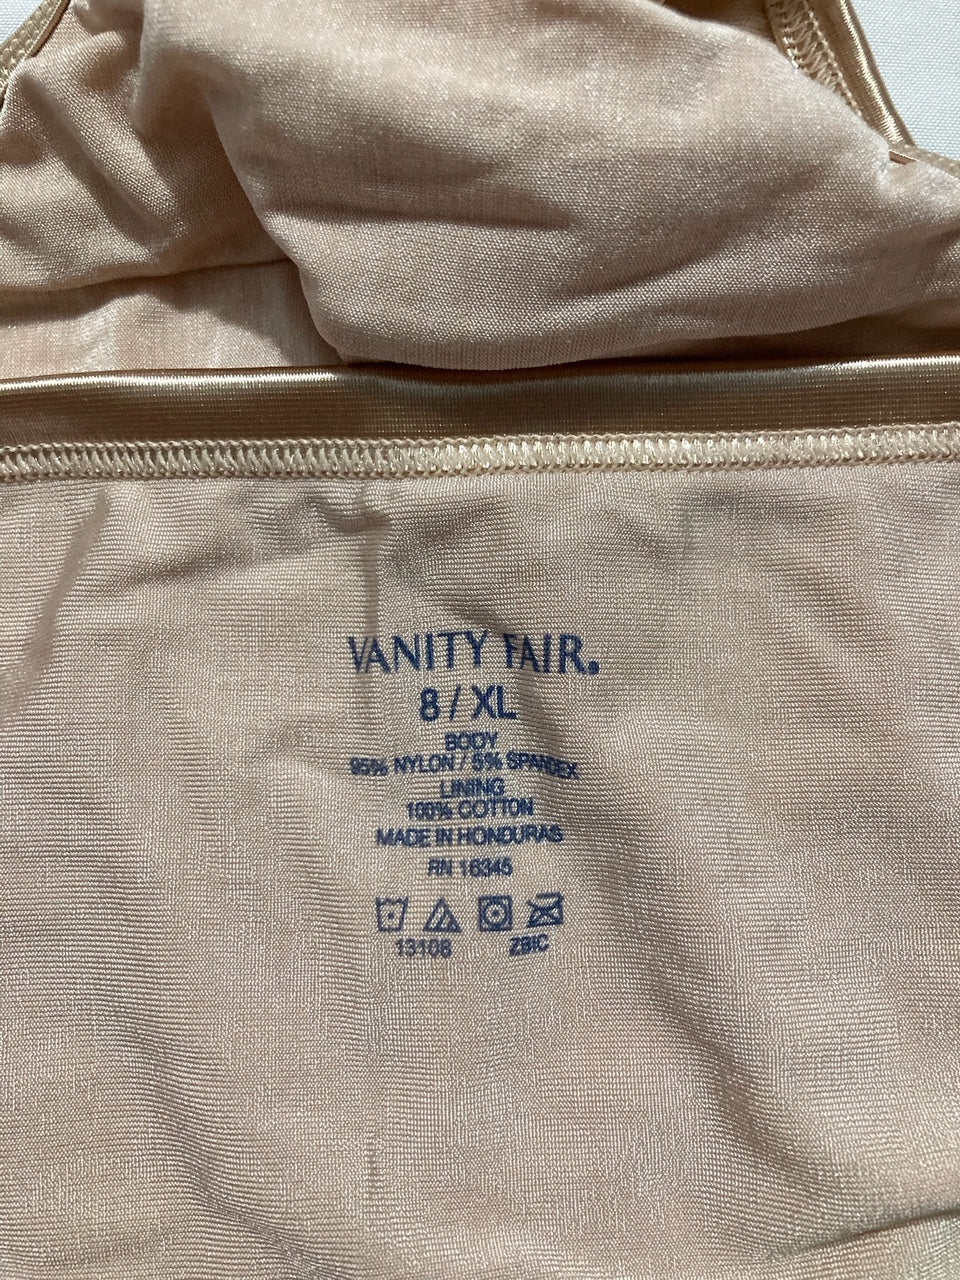 VANITY FAIR®
8 / XL
BODY
95% NYLON / 5% SPANDEX
LINING
100% COTTON
MADE IN HONDURAS
RN 16345
13108 ZBIC